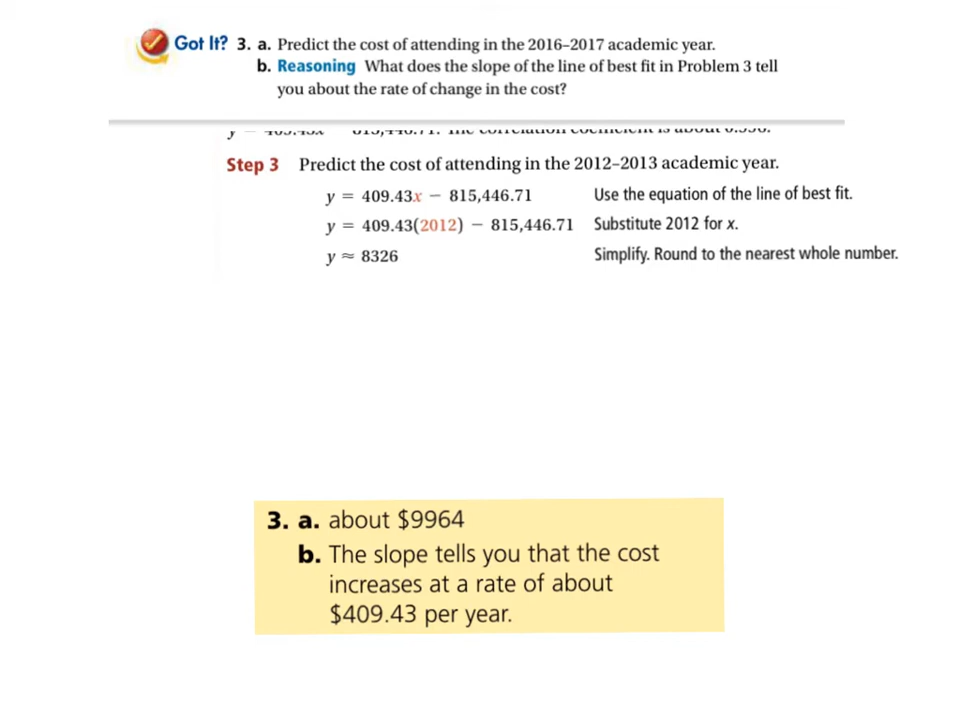 Got It? 3. a. Predict the cost of attending in the 2016–2017 academic year.
b. Reasoning What does the slope of the line of best fit in Problem 3 tell
you about the rate of change in the cost?
Step 3 Predict the cost of attending in the 2012–2013 academic year.
y = 409.43x − 815,446.71 Use the equation of the line of best fit.
y = 409.43(2012) − 815,446.71 Substitute 2012 for x.
y ≈ 8326 Simplify. Round to the nearest whole number.
3. a. about $9964
b. The slope tells you that the cost
increases at a rate of about
$409.43 per year.